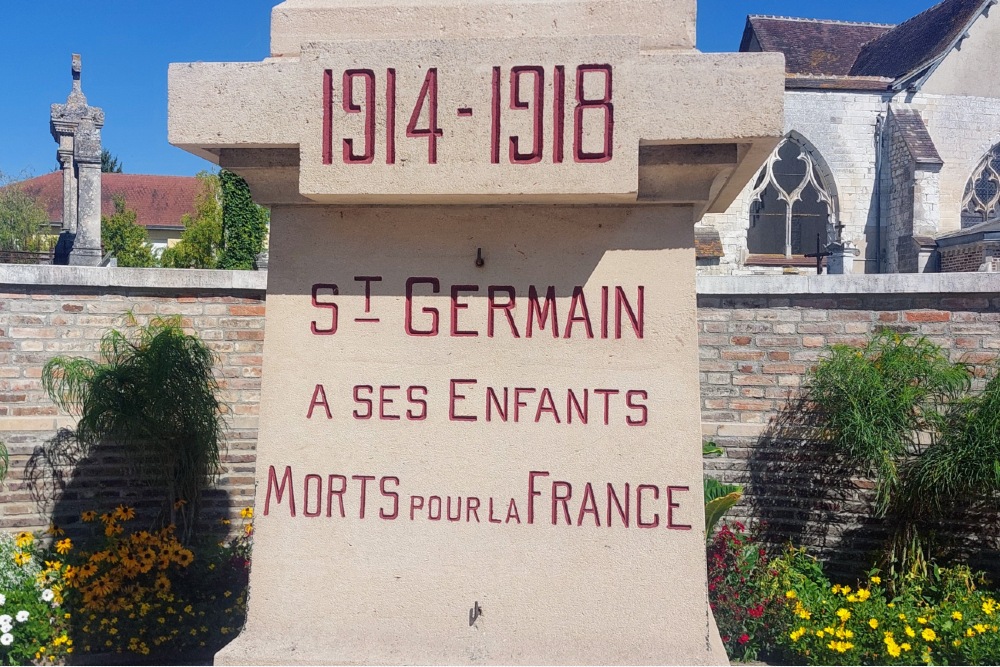 1914-1918
ST GERMAIN
A SES ENFANTS
MORTS POUR LA FRANCE